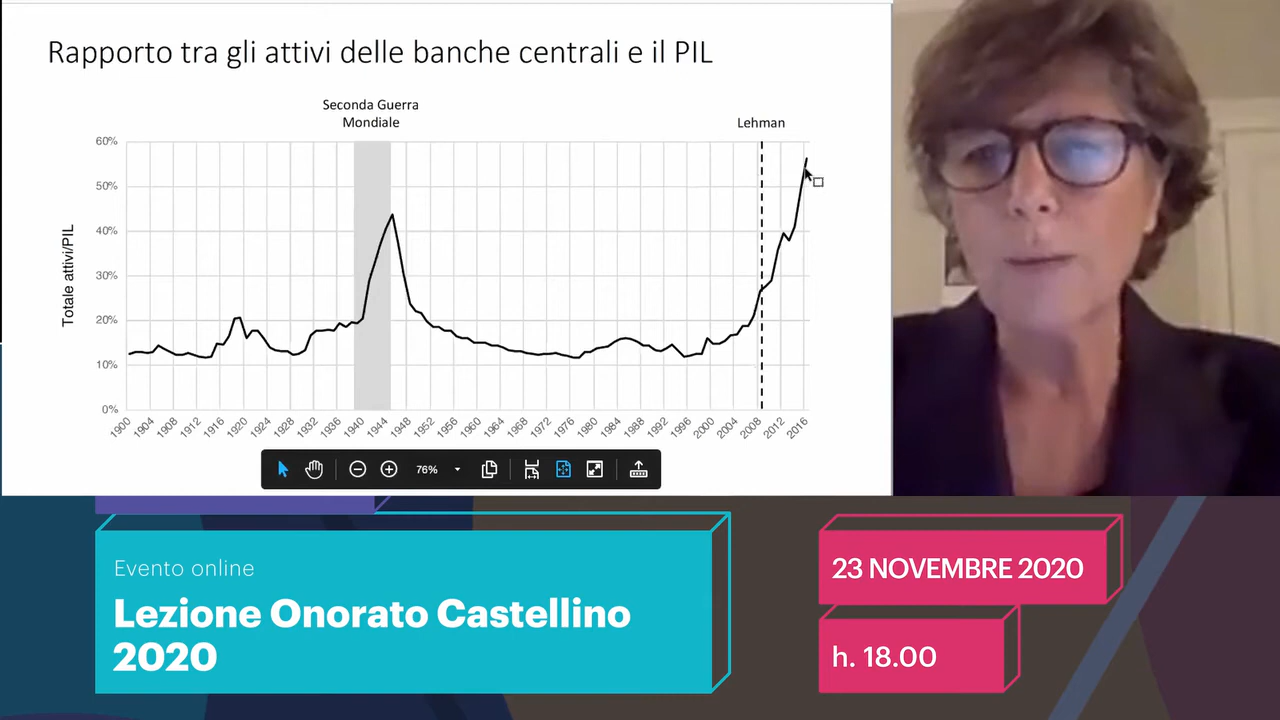 Rapporto tra gli attivi delle banche centrali e il PIL
Seconda Guerra
Mondiale
Lehman
60%
50%
40%
30%
20%
10%
0%
Totale attivi/PIL
1900 1904 1908 1912 1916 1920 1924 1928 1932 1936 1940 1944 1948 1952 1956 1960 1964 1968 1972 1976 1980 1984 1988 1992 1996 2000 2004 2008 2012 2016
76%
Evento online
Lezione Onorato Castellino
2020
23 NOVEMBRE 2020
h. 18.00